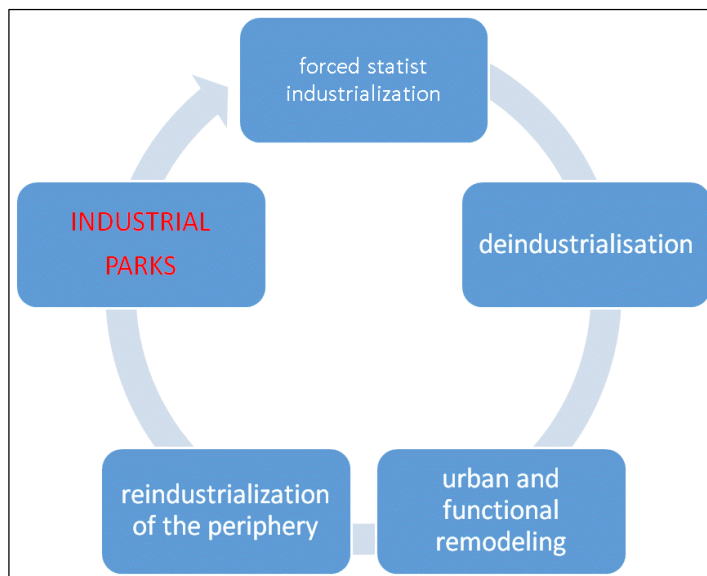 forced statist
industrialization
deindustrialisation
urban and
functional
remodeling
reindustrialization
of the periphery
INDUSTRIAL
PARKS